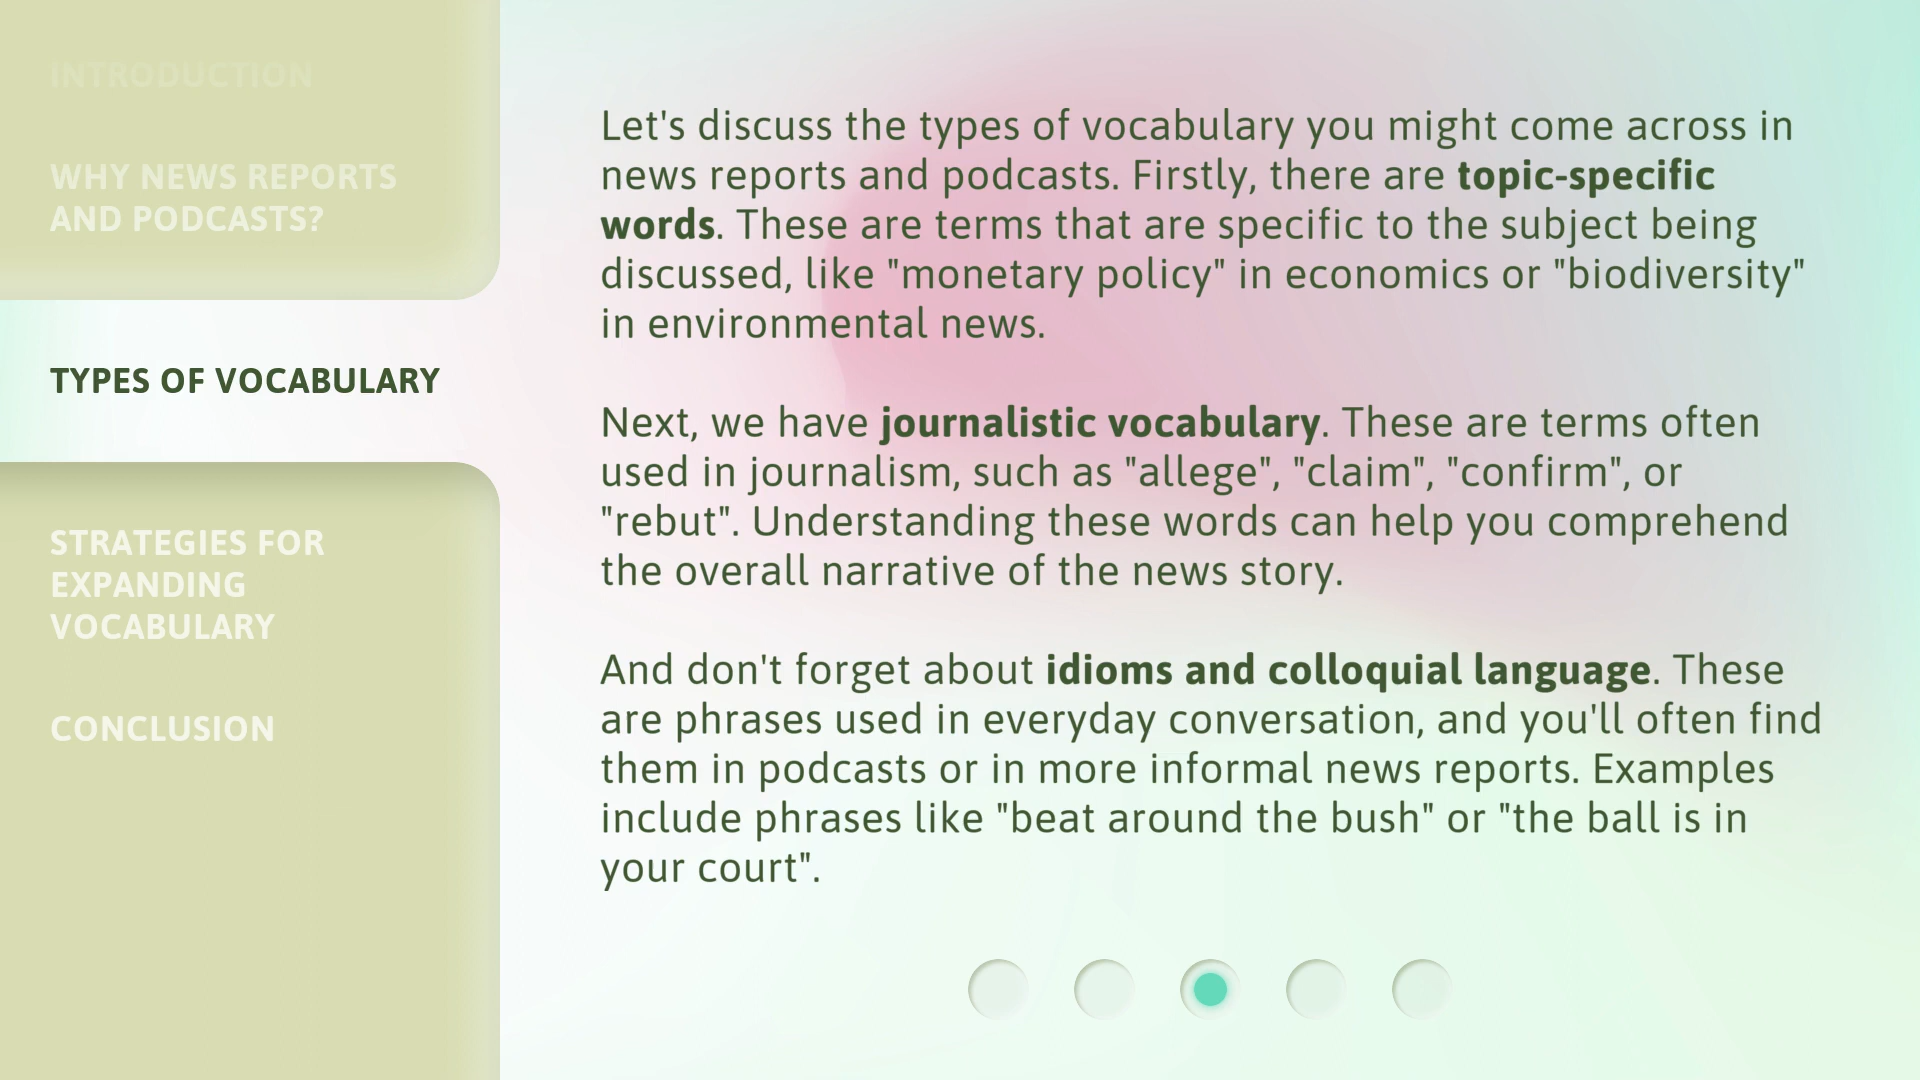 INTRODUCTION
WHY NEWS REPORTS
AND PODCASTS?
TYPES OF VOCABULARY
STRATEGIES FOR
EXPANDING
VOCABULARY
CONCLUSION
Let's discuss the types of vocabulary you might come across in
news reports and podcasts. Firstly, there are topic-specific
words. These are terms that are specific to the subject being
discussed, like "monetary policy" in economics or "biodiversity"
in environmental news.
Next, we have journalistic vocabulary. These are terms often
used in journalism, such as "allege", "claim", "confirm", or
"rebut". Understanding these words can help you comprehend
the overall narrative of the news story.
And don't forget about idioms and colloquial language. These
are phrases used in everyday conversation, and you'll often find
them in podcasts or in more informal news reports. Examples
include phrases like "beat around the bush" or "the ball is in
your court".